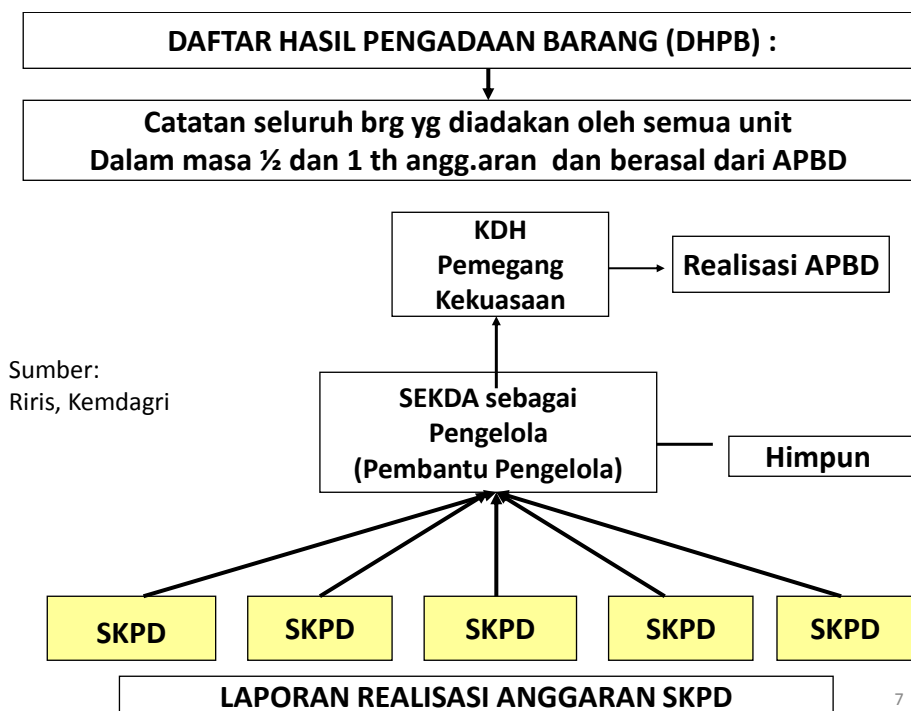 DAFTAR HASIL PENGADAAN BARANG (DHPB) :
Catatan seluruh brg yg diadakan oleh semua unit
Dalam masa ½ dan 1 th angg.aran dan berasal dari APBD
KDH
Pemegang
Kekuasaan
Realisasi APBD
Sumber:
Riris, Kemdagri
SEKDA sebagai
Pengelola
(Pembantu Pengelola)
Himpun
SKPD
SKPD
SKPD
SKPD
SKPD
LAPORAN REALISASI ANGGARAN SKPD
7